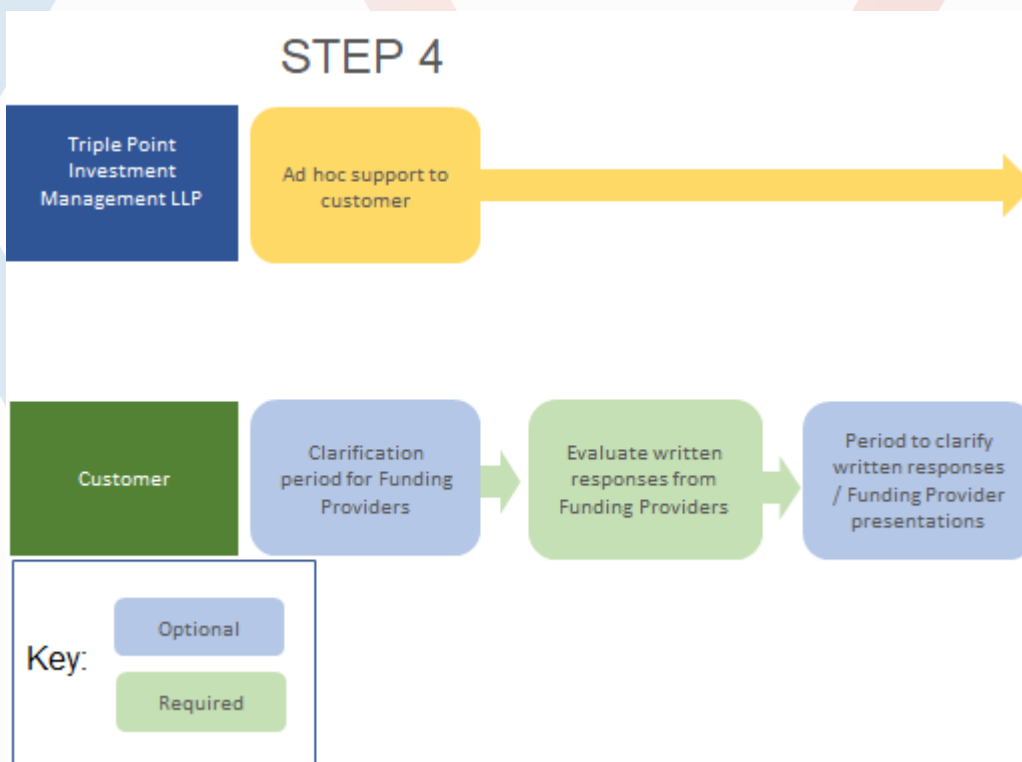 STEP 4
Triple Point
Investment
Management LLP
Ad hoc support to
customer
Customer
Clarification
period for Funding
Providers
Evaluate written
responses from
Funding Providers
Period to clarify
written responses
/ Funding Provider
presentations
Key:
Optional
Required